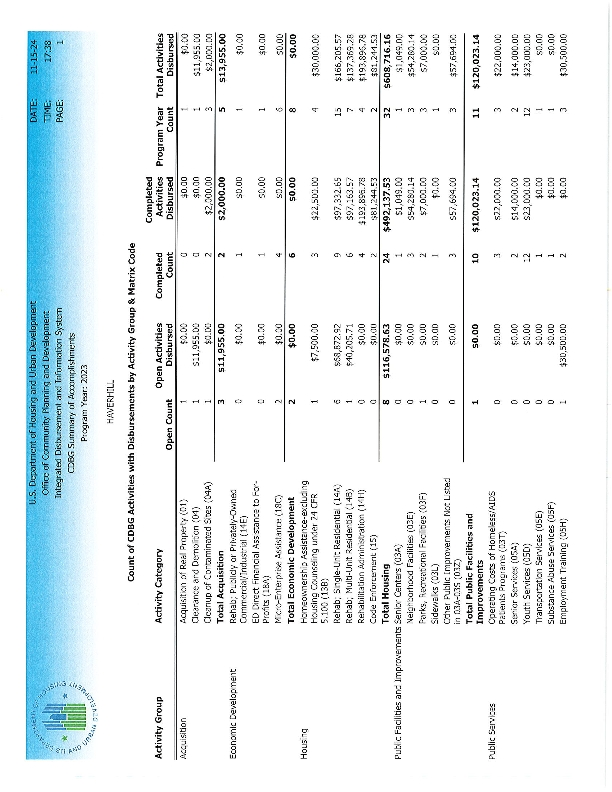 U.S. Department of Housing and Urban Development
Office of Community Planning and Development
Integrated Disbursement and Information System
CDBG Summary of Accomplishments
Program Year: 2023
DATE: 11-15-24
TIME: 17:38
PAGE: 1
HAVERHILL
Count of CDBG Activities with Disbursements by Activity Group & Matrix Code
Activity Group Activity Category Open Count Open Activities Disbursed Completed Count Completed Activities Disbursed Program Year Count Total Activities Disbursed
Acquisition Acquisition of Real Property (01) 1 $0.00 0 $0.00 1 $0.00
Clearance and Demolition (04) 1 $11,955.00 0 $0.00 1 $11,955.00
Cleanup of Contaminated Sites (04A) 1 $0.00 2 $2,000.00 3 $2,000.00
Total Acquisition 3 $11,955.00 2 $2,000.00 5 $13,955.00
Economic Development Rehab; Publicly or Privately-Owned Commercial/Industrial (14E) 0 $0.00 1 $0.00 1 $0.00
ED Direct Financial Assistance to For-Profits (18A) 0 $0.00 1 $0.00 1 $0.00
Micro-Enterprise Assistance (18C) 2 $0.00 4 $0.00 6 $0.00
Total Economic Development 2 $0.00 6 $0.00 8 $0.00
Housing Homeownership Assistance-excluding Housing Counseling under 24 CFR 5.100 (13B) 1 $7,500.00 3 $22,500.00 4 $30,000.00
Rehab; Single-Unit Residential (14A) 6 $68,872.92 9 $97,332.65 15 $166,205.57
Rehab; Multi-Unit Residential (14B) 1 $40,205.71 6 $97,163.57 7 $137,369.28
Rehabilitation Administration (14H) 0 $0.00 4 $193,896.78 4 $193,896.78
Code Enforcement (15) 0 $0.00 2 $81,244.53 2 $81,244.53
Total Housing 8 $116,578.63 24 $492,137.53 32 $608,716.16
Public Facilities and Improvements Senior Centers (03A) 0 $0.00 1 $1,049.00 1 $1,049.00
Neighborhood Facilities (03E) 0 $0.00 3 $54,280.14 3 $54,280.14
Parks, Recreational Facilities (03F) 1 $0.00 2 $7,000.00 3 $7,000.00
Sidewalks (03L) 0 $0.00 1 $0.00 1 $0.00
Other Public Improvements Not Listed in 03A-03S (03Z) 0 $0.00 3 $57,694.00 3 $57,694.00
Total Public Facilities and Improvements 1 $0.00 10 $120,023.14 11 $120,023.14
Public Services Operating Costs of Homeless/AIDS Patients Programs (03T) 0 $0.00 3 $22,000.00 3 $22,000.00
Senior Services (05A) 0 $0.00 2 $14,000.00 2 $14,000.00
Youth Services (05D) 0 $0.00 12 $23,000.00 12 $23,000.00
Transportation Services (05E) 0 $0.00 1 $0.00 1 $0.00
Substance Abuse Services (05F) 0 $0.00 1 $0.00 1 $0.00
Employment Training (05H) 1 $30,500.00 2 $0.00 3 $30,500.00